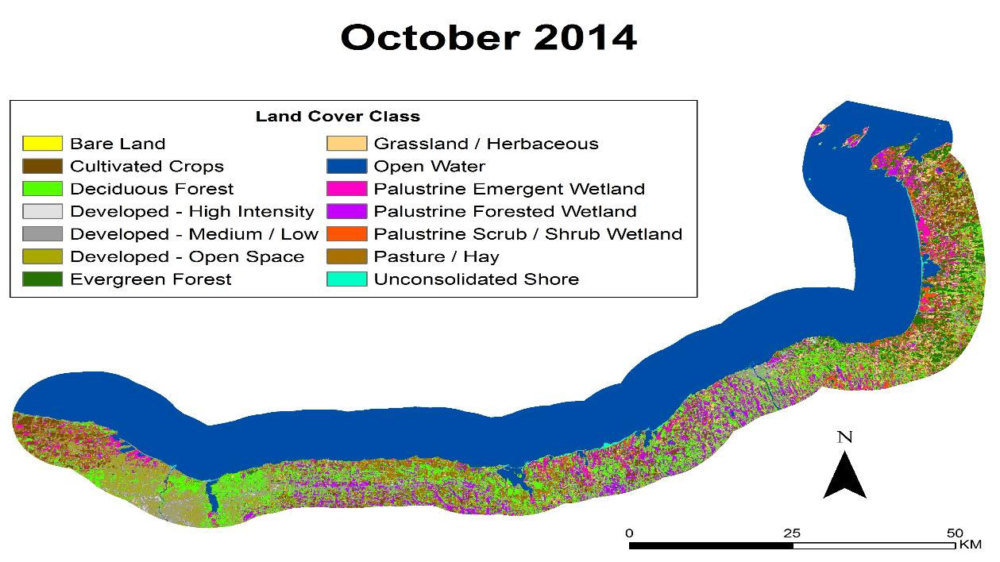 October 2014
Land Cover Class
Bare Land
Cultivated Crops
Deciduous Forest
Developed - High Intensity
Developed - Medium / Low
Developed - Open Space
Evergreen Forest
Grassland / Herbaceous
Open Water
Palustrine Emergent Wetland
Palustrine Forested Wetland
Palustrine Scrub / Shrub Wetland
Pasture / Hay
Unconsolidated Shore
N
0 25 50
KM